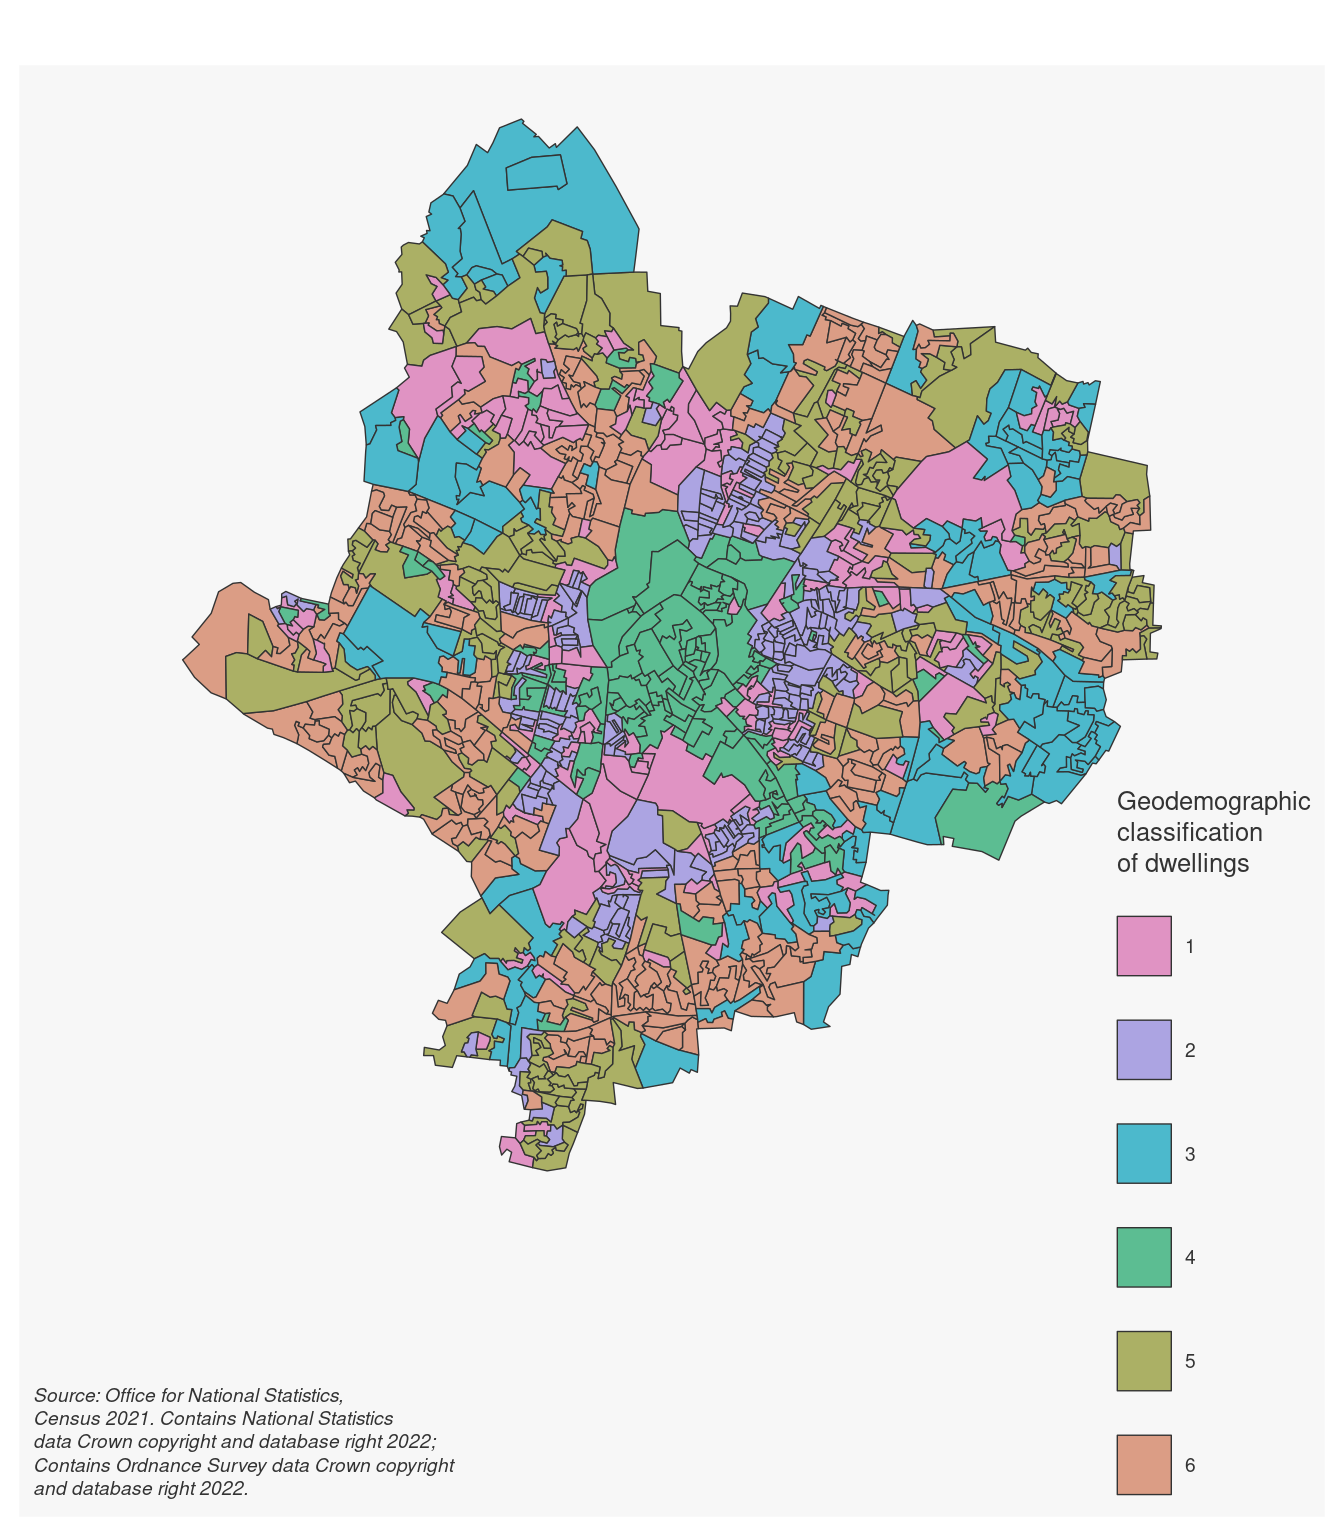 Geodemographic
classification
of dwellings
1
2
3
4
5
6
Source: Office for National Statistics,
Census 2021. Contains National Statistics
data Crown copyright and database right 2022;
Contains Ordnance Survey data Crown copyright
and database right 2022.